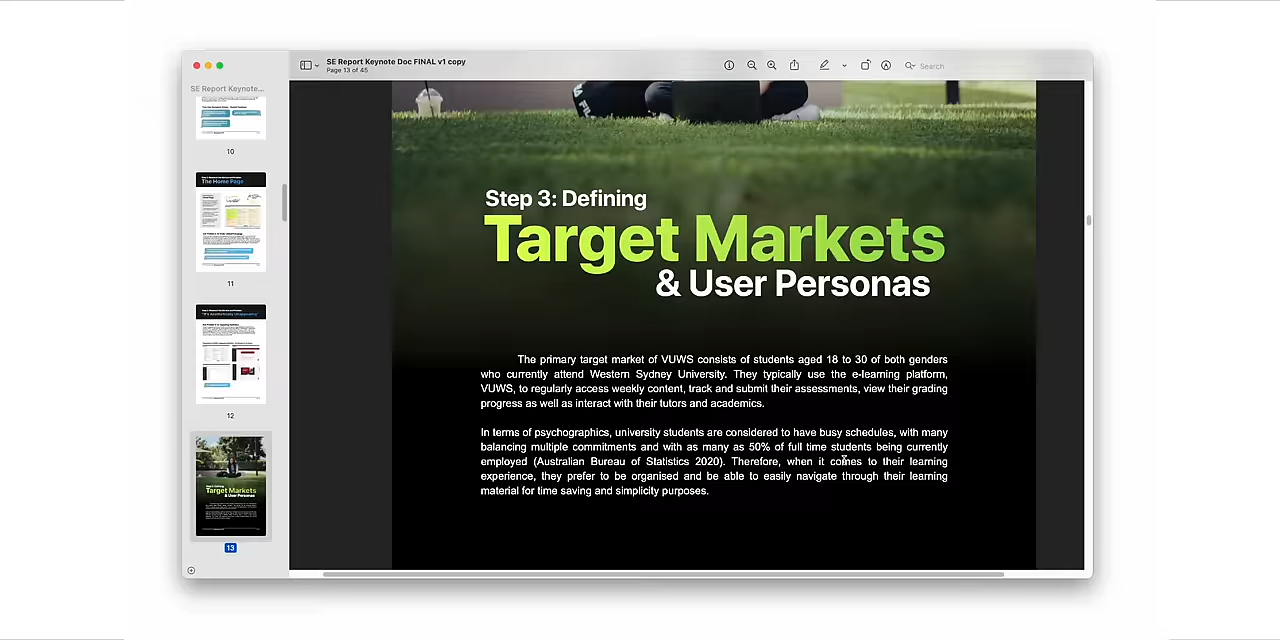 SE Report Keynote Doc FINAL v1 copy
Page 13 of 45
Search
SE Report Keynote...
10
The Home Page
11
12
Target Markets
& User Personas
13
FILA
Step 3: Defining
Target Markets
& User Personas
The primary target market of VUWS consists of students aged 18 to 30 of both genders
who currently attend Western Sydney University. They typically use the e-learning platform,
VUWS, to regularly access weekly content, track and submit their assessments, view their grading
progress as well as interact with their tutors and academics.
In terms of psychographics, university students are considered to have busy schedules, with many
balancing multiple commitments and with as many as 50% of full time students being currently
employed (Australian Bureau of Statistics 2020). Therefore, when it comes to their learning
experience, they prefer to be organised and be able to easily navigate through their learning
material for time saving and simplicity purposes.